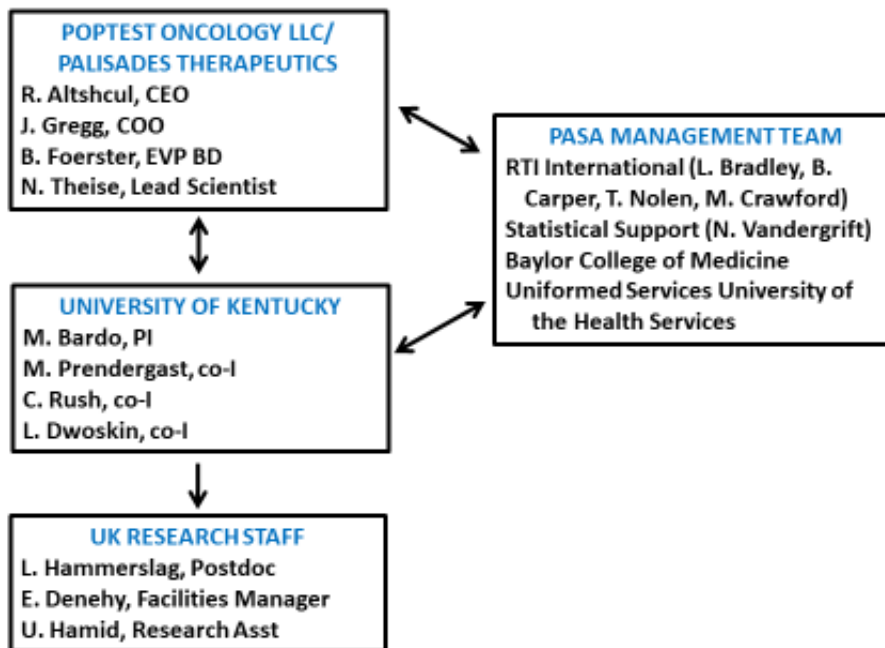 POPTEST ONCOLOGY LLC/
PALISADES THERAPEUTICS
R. Altshcul, CEO
J. Gregg, COO
B. Foerster, EVP BD
N. Theise, Lead Scientist
PASA MANAGEMENT TEAM
RTI International (L. Bradley, B.
Carper, T. Nolen, M. Crawford)
Statistical Support (N. Vandergrift)
Baylor College of Medicine
Uniformed Services University of
the Health Services
UNIVERSITY OF KENTUCKY
M. Bardo, PI
M. Prendergast, co-I
C. Rush, co-I
L. Dwoskin, co-I
UK RESEARCH STAFF
L. Hammerslag, Postdoc
E. Denehy, Facilities Manager
U. Hamid, Research Asst